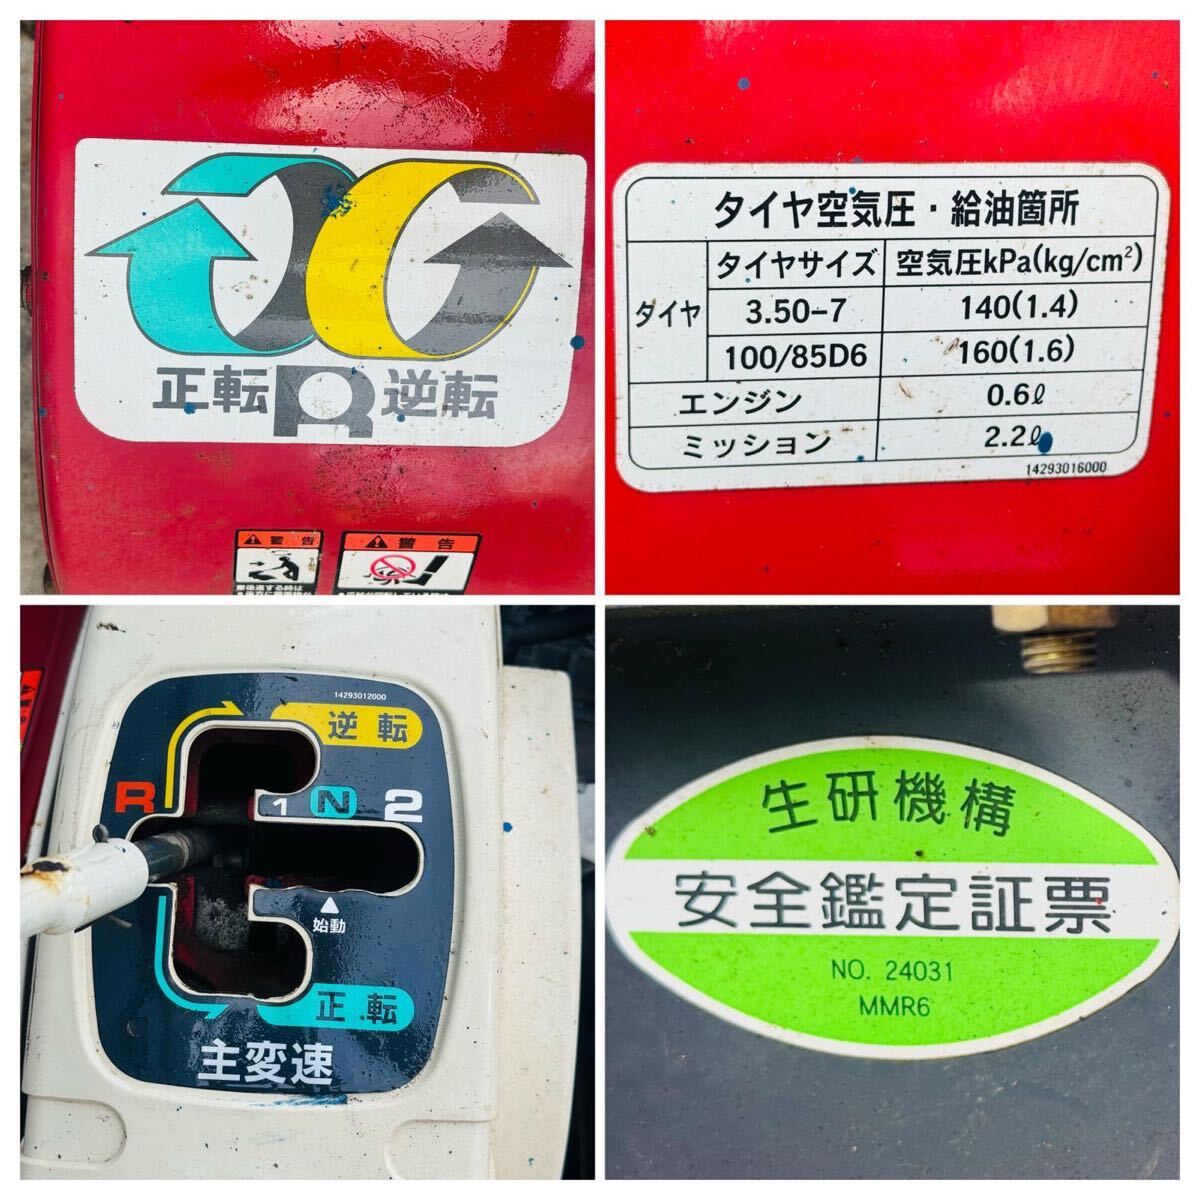 正転 R 逆転
警告
警告
タイヤ空気圧・給油箇所
タイヤ
タイヤサイズ 空気圧kPa(kg/cm²)
3.50-7 140(1.4)
100/85D6 160(1.6)
エンジン 0.6ℓ
ミッション 2.2ℓ
14293016000
14293012000
逆転
R 1 N 2
始動
正転
主変速
生研機構
安全鑑定証票
NO. 24031
MMR6